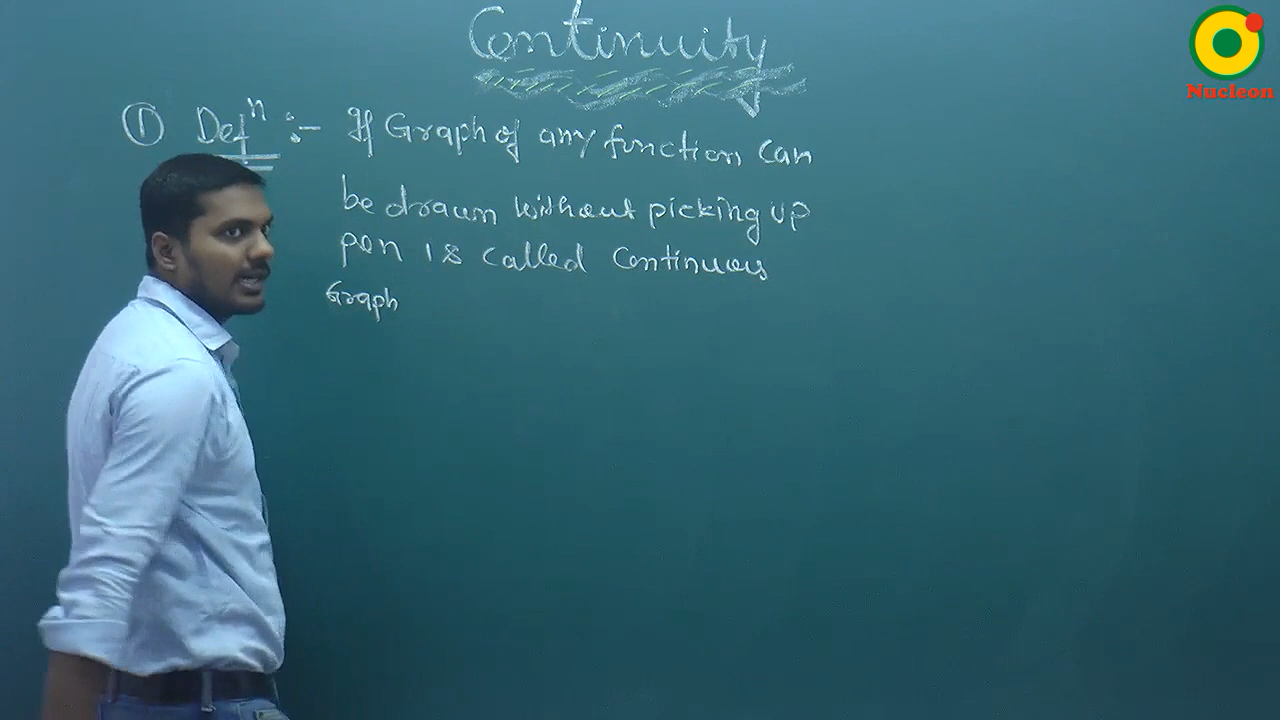 Continuity
① Defⁿ :- If Graph of any function can
be drawn without picking up
pen is called Continuous
Graph
Nucleon